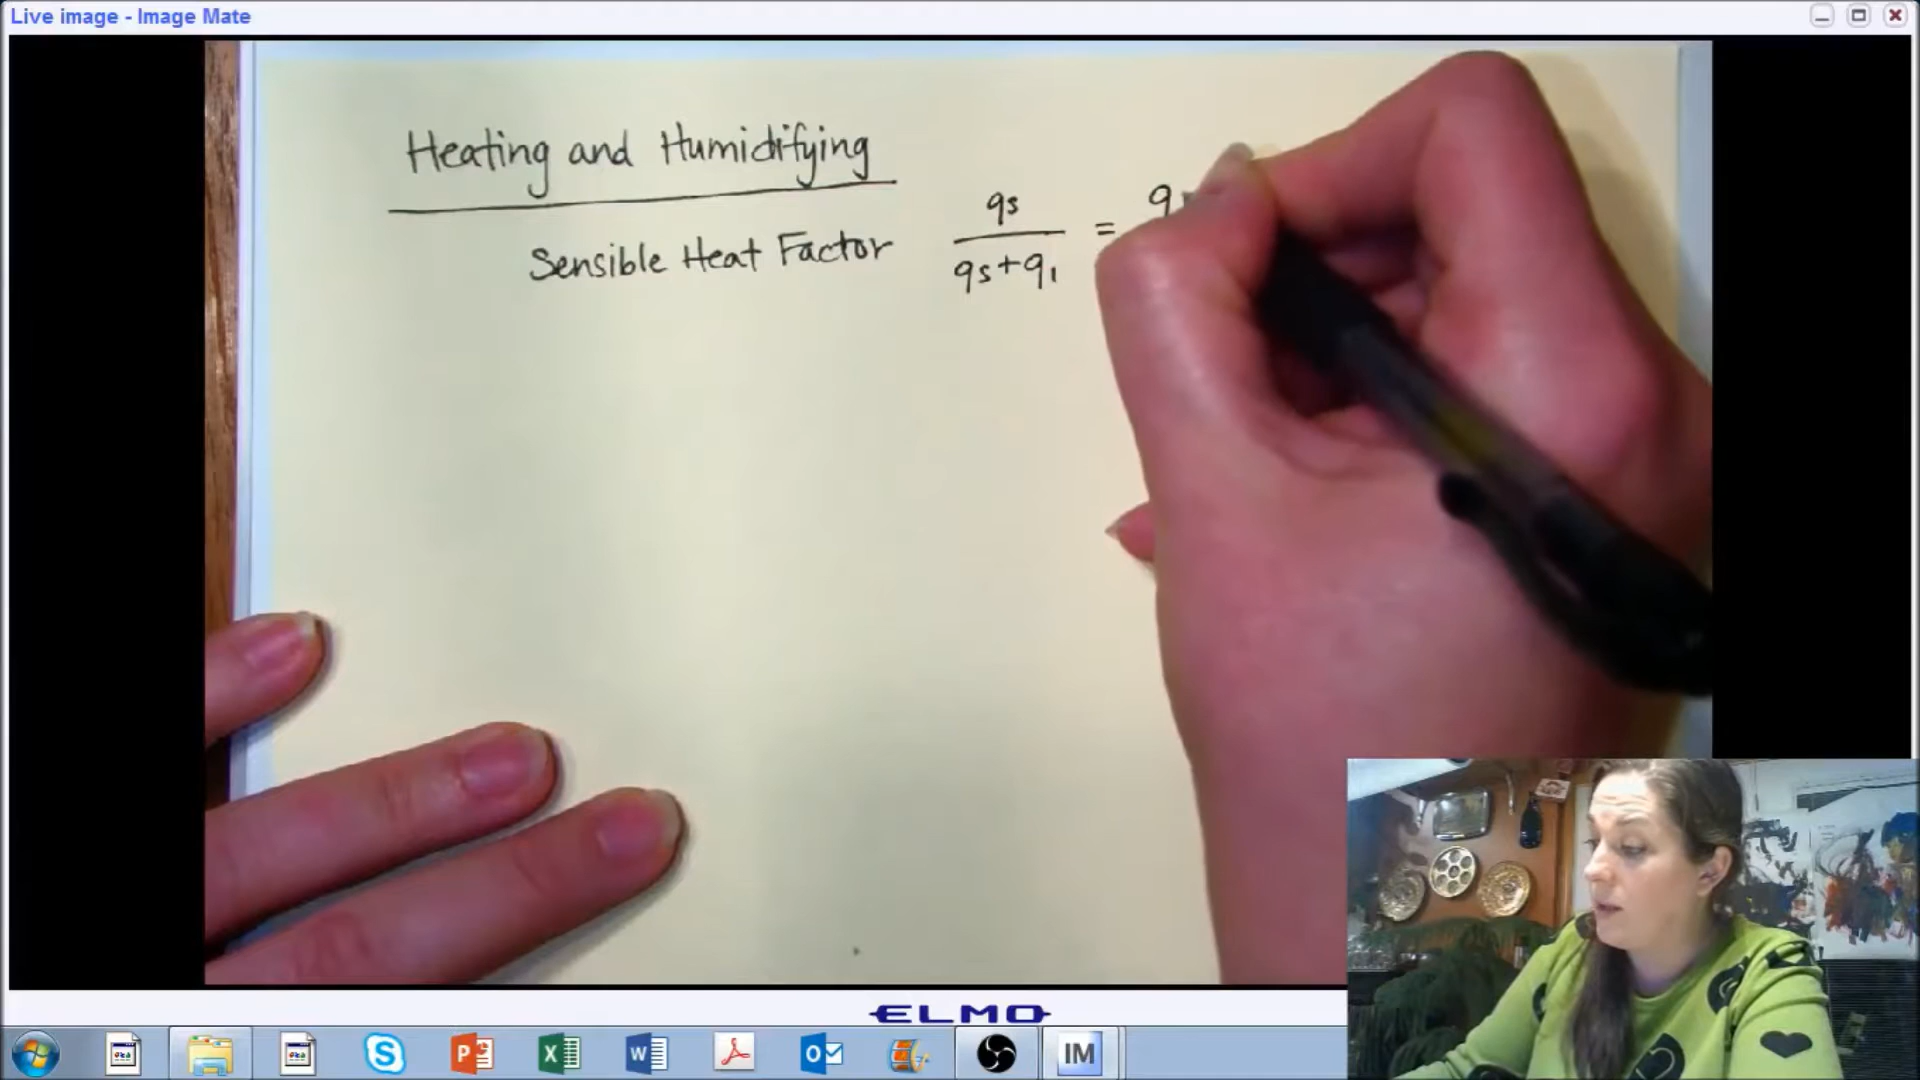 Live image - Image Mate
Heating and Humidifying
Sensible Heat Factor
qs
qs+ql
=
q
ELMO
IM